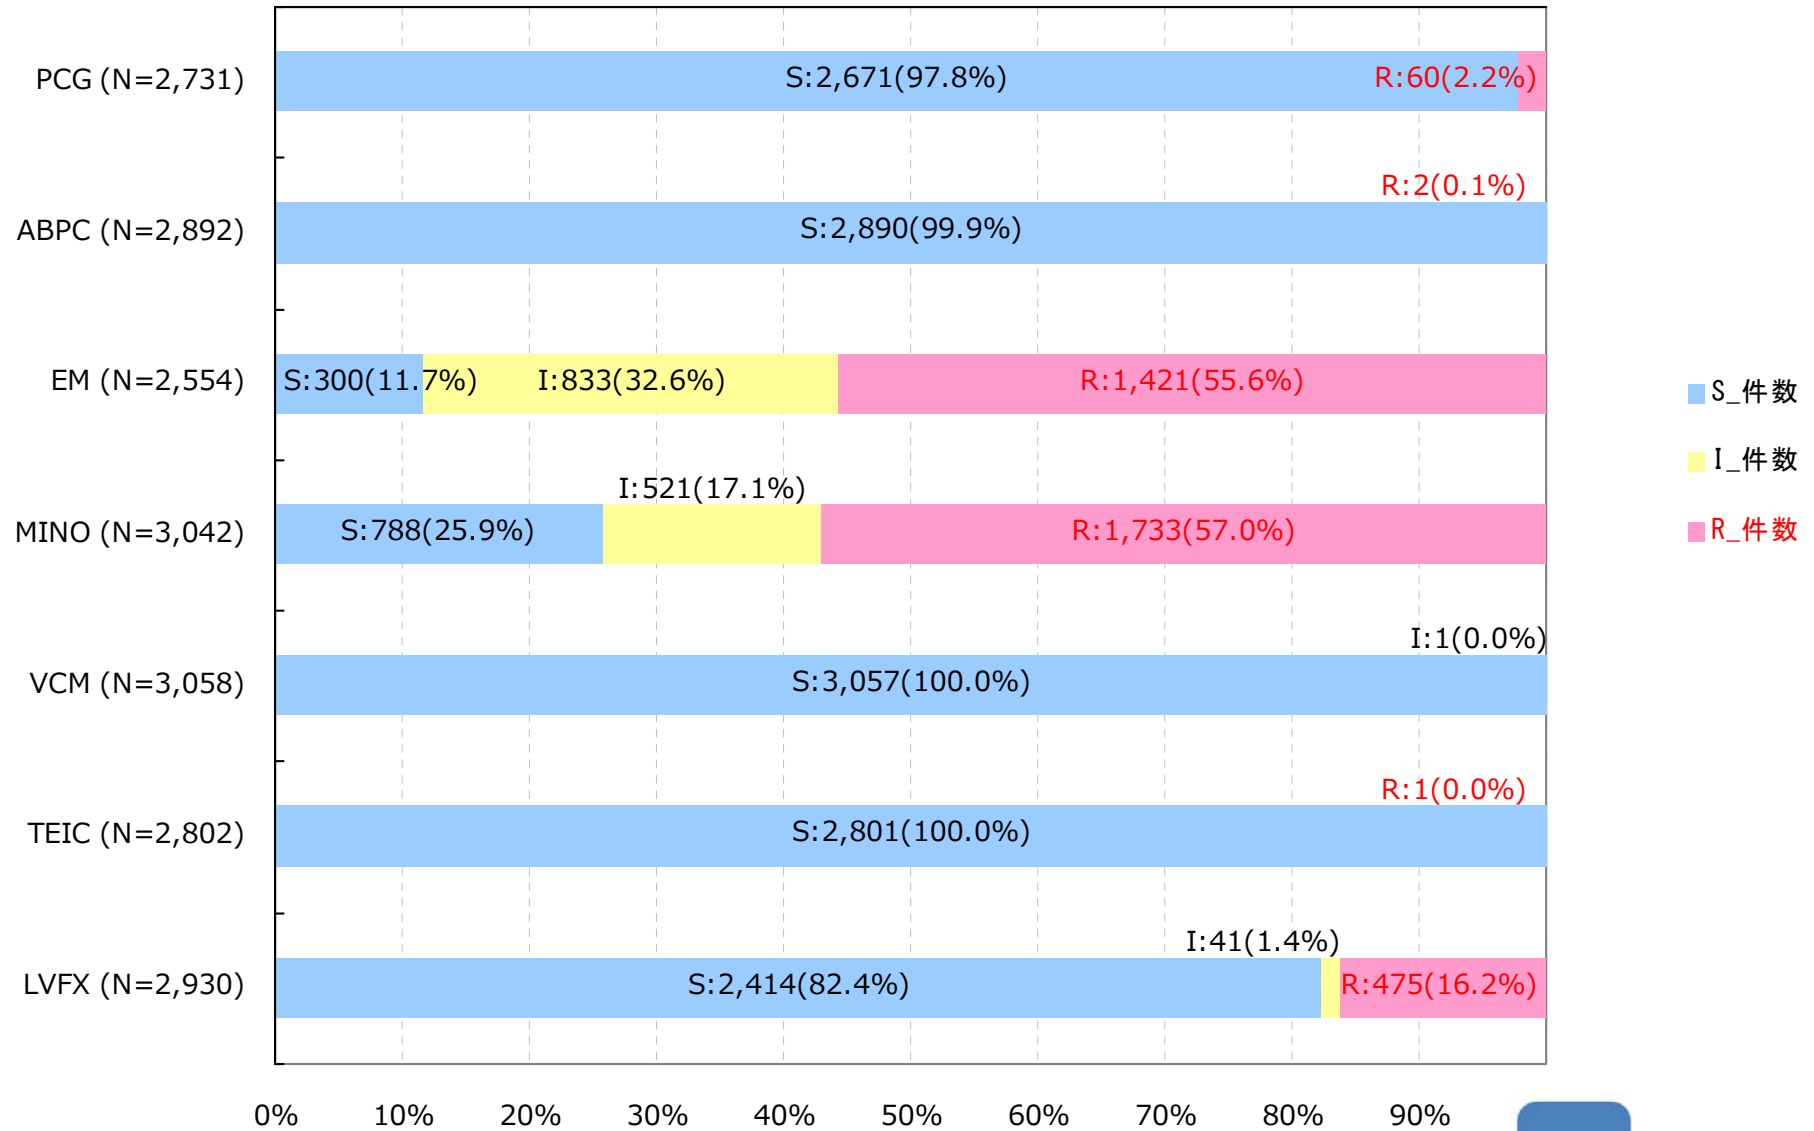 PCG (N=2,731) S:2,671(97.8%) R:60(2.2%)
R:2(0.1%)
ABPC (N=2,892) S:2,890(99.9%)
EM (N=2,554) S:300(11.7%) I:833(32.6%) R:1,421(55.6%)
I:521(17.1%)
MINO (N=3,042) S:788(25.9%) R:1,733(57.0%)
I:1(0.0%)
VCM (N=3,058) S:3,057(100.0%)
R:1(0.0%)
TEIC (N=2,802) S:2,801(100.0%)
I:41(1.4%)
LVFX (N=2,930) S:2,414(82.4%) R:475(16.2%)
0% 10% 20% 30% 40% 50% 60% 70% 80% 90%
S_件数
I_件数
R_件数